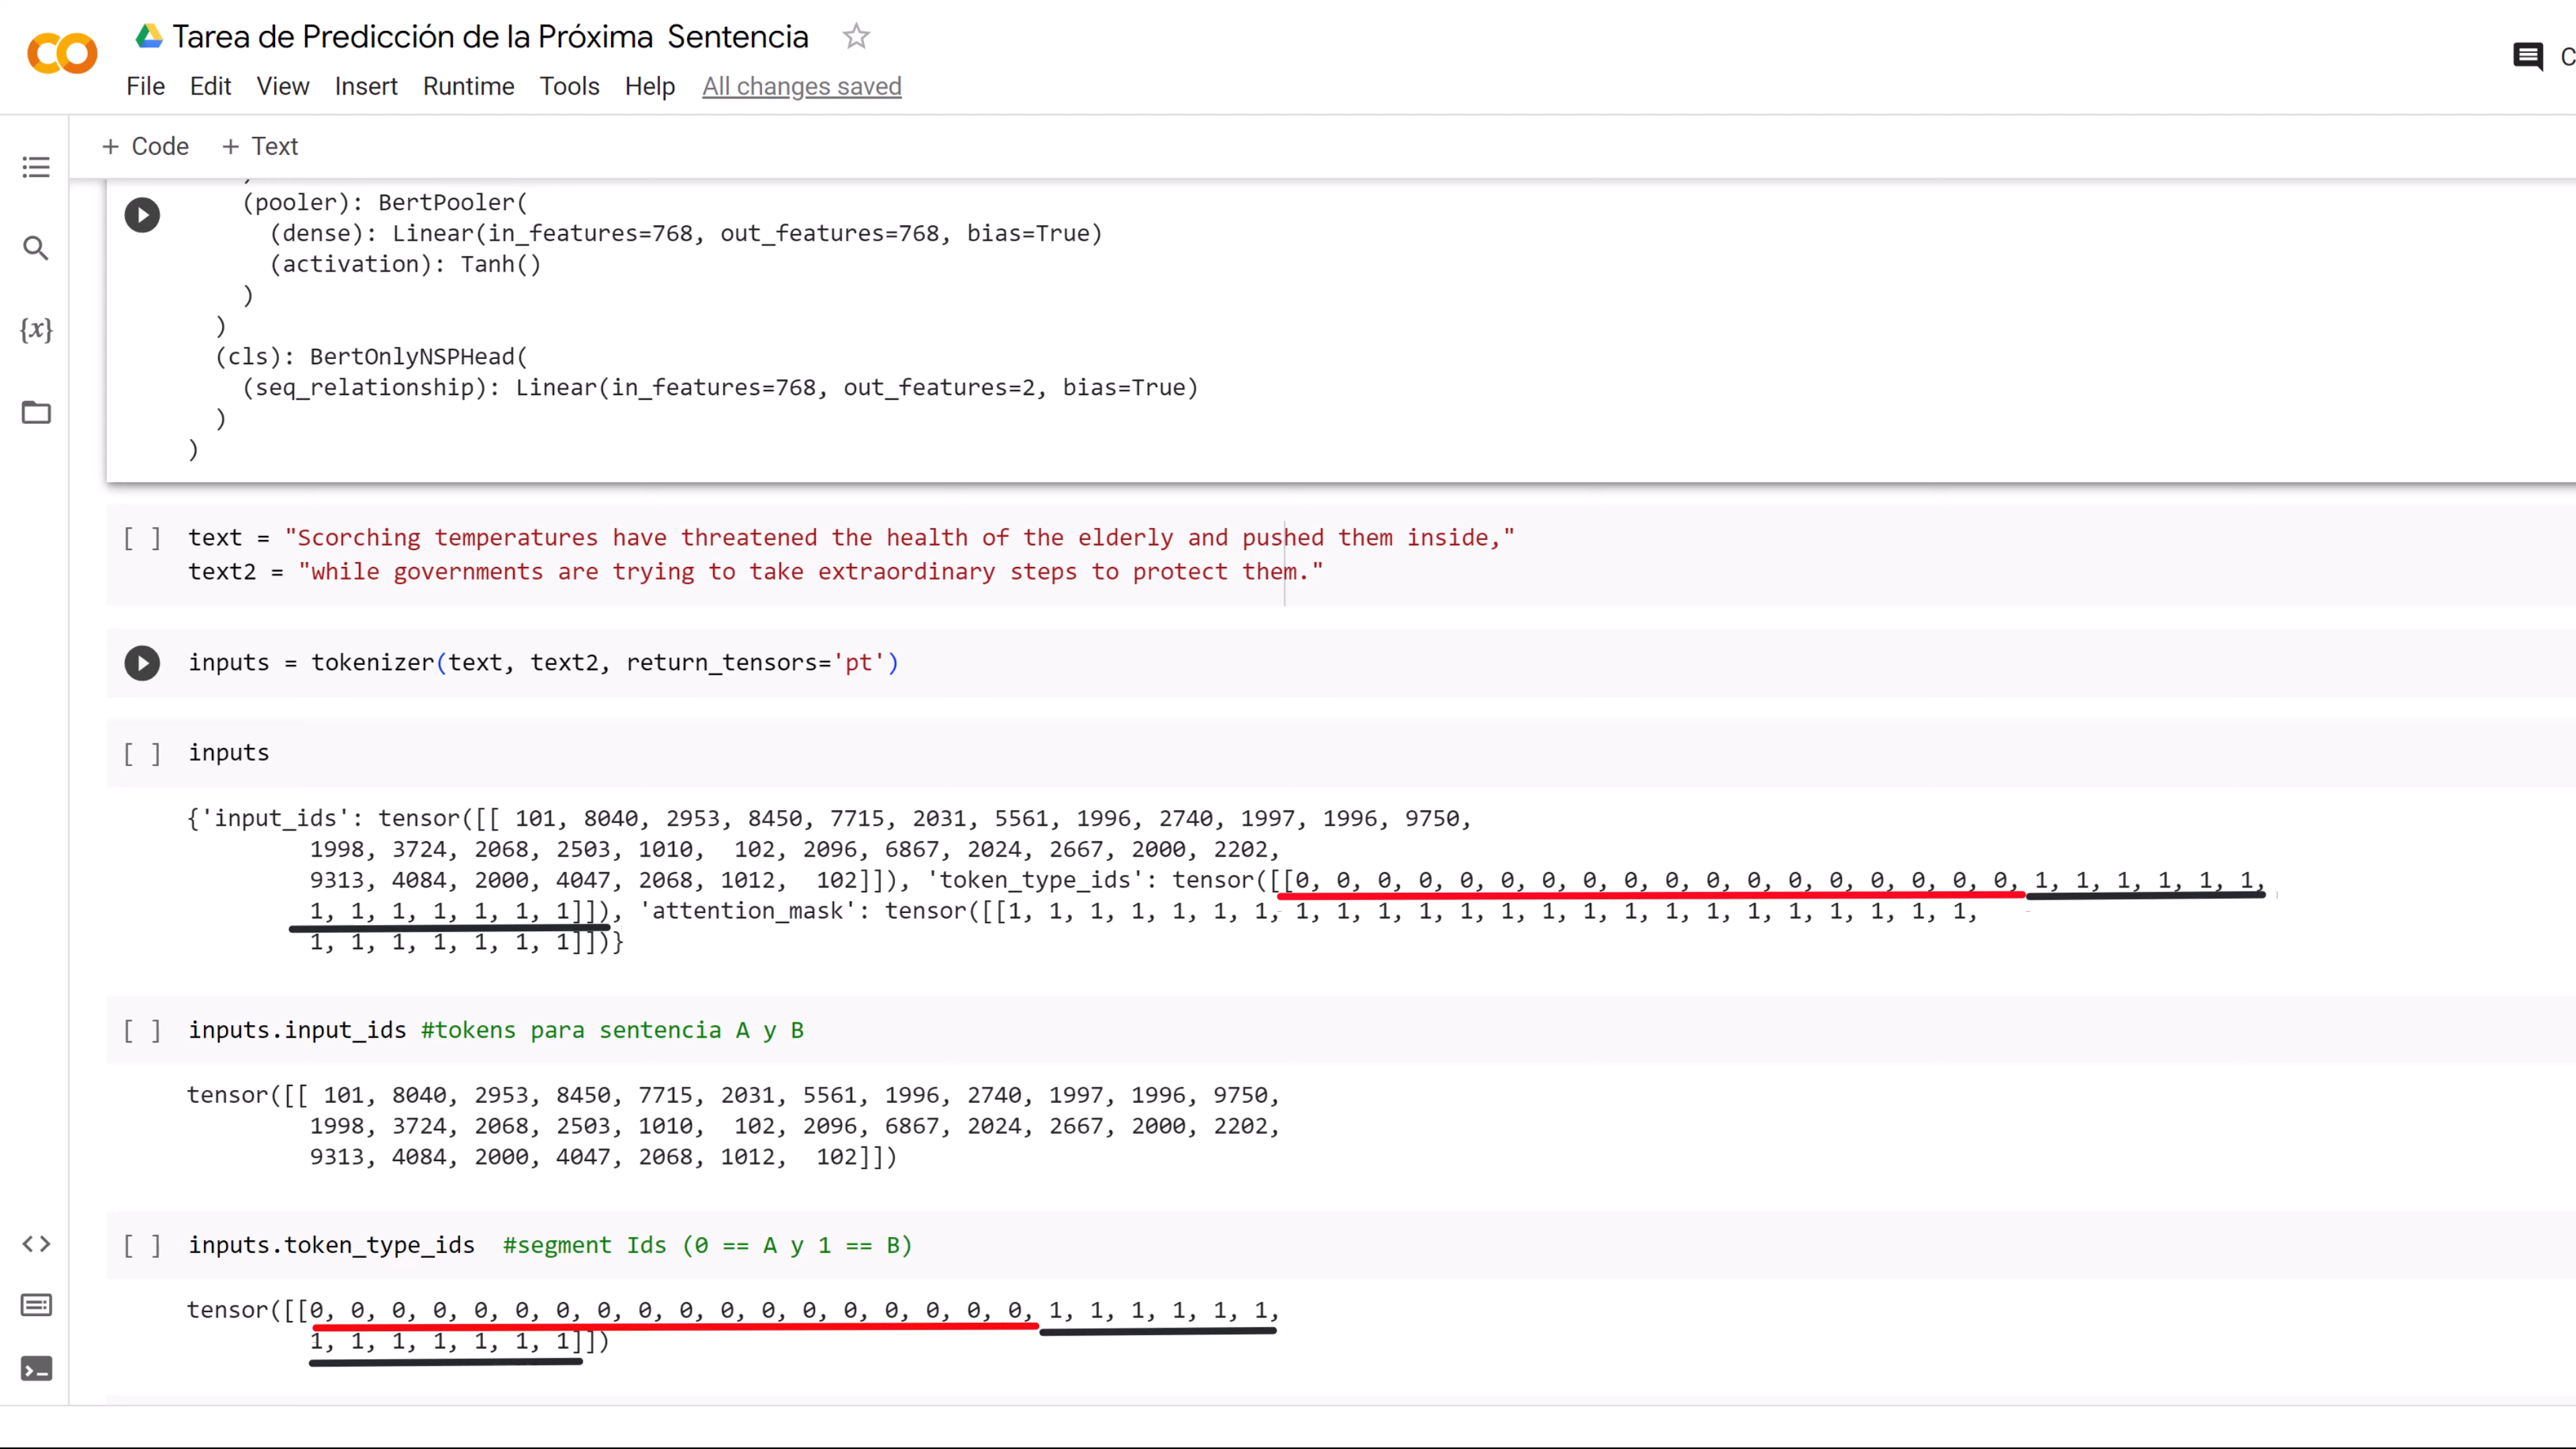 Tarea de Predicción de la Próxima Sentencia
File Edit View Insert Runtime Tools Help All changes saved
+ Code + Text
(pooler): BertPooler(
(dense): Linear(in_features=768, out_features=768, bias=True)
(activation): Tanh()
)
)
(cls): BertOnlyNSPHead(
(seq_relationship): Linear(in_features=768, out_features=2, bias=True)
)
)
[ ] text = "Scorching temperatures have threatened the health of the elderly and pushed them inside,"
text2 = "while governments are trying to take extraordinary steps to protect them."
inputs = tokenizer(text, text2, return_tensors='pt')
[ ] inputs
{'input_ids': tensor([[ 101, 8040, 2953, 8450, 7715, 2031, 5561, 1996, 2740, 1997, 1996, 9750,
1998, 3724, 2068, 2503, 1010, 102, 2096, 6867, 2024, 2667, 2000, 2202,
9313, 4084, 2000, 4047, 2068, 1012, 102]]), 'token_type_ids': tensor([[0, 0, 0, 0, 0, 0, 0, 0, 0, 0, 0, 0, 0, 0, 0, 0, 0, 0, 1, 1, 1, 1, 1, 1,
1, 1, 1, 1, 1, 1, 1]]), 'attention_mask': tensor([[1, 1, 1, 1, 1, 1, 1, 1, 1, 1, 1, 1, 1, 1, 1, 1, 1, 1, 1, 1, 1, 1, 1, 1,
1, 1, 1, 1, 1, 1, 1]])}
[ ] inputs.input_ids #tokens para sentencia A y B
tensor([[ 101, 8040, 2953, 8450, 7715, 2031, 5561, 1996, 2740, 1997, 1996, 9750,
1998, 3724, 2068, 2503, 1010, 102, 2096, 6867, 2024, 2667, 2000, 2202,
9313, 4084, 2000, 4047, 2068, 1012, 102]])
[ ] inputs.token_type_ids #segment Ids (0 == A y 1 == B)
tensor([[0, 0, 0, 0, 0, 0, 0, 0, 0, 0, 0, 0, 0, 0, 0, 0, 0, 0, 1, 1, 1, 1, 1, 1,
1, 1, 1, 1, 1, 1, 1]])